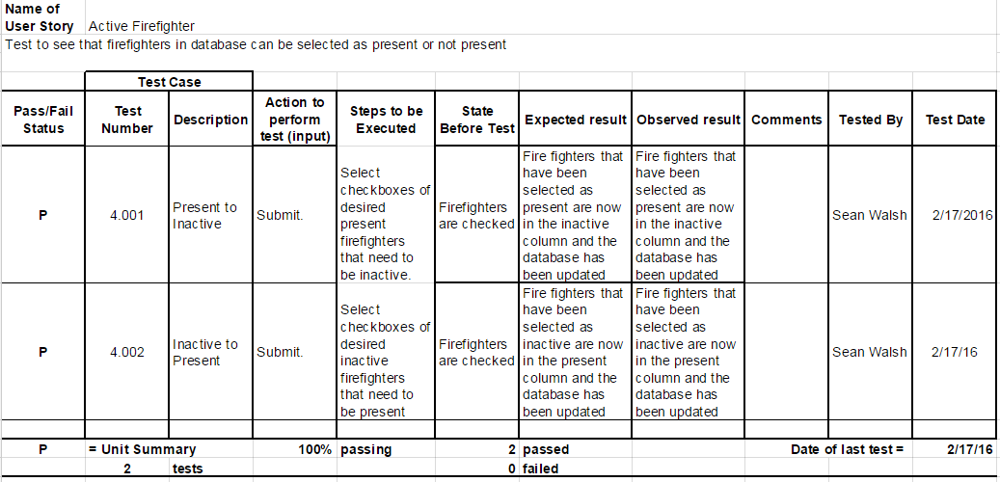 Name of
User Story Active Firefighter
Test to see that firefighters in database can be selected as present or not present
Test Case
Pass/Fail
Status
Test
Number
Description
Action to
perform
test (input)
Steps to be
Executed
State
Before Test
Expected result
Observed result
Comments
Tested By
Test Date
P
4.001
Present to
Inactive
Submit.
Select
checkboxes of
desired
present
firefighters
that need to
be inactive.
Firefighters
are checked
Fire fighters that
have been
selected as
present are now
in the inactive
column and the
database has
been updated
Fire fighters that
have been
selected as
present are now
in the inactive
column and the
database has
been updated
Sean Walsh
2/17/2016
P
4.002
Inactive to
Present
Submit.
Select
checkboxes of
desired
inactive
firefighters
that need to
be present
Firefighters
are checked
Fire fighters that
have been
selected as
inactive are now
in the present
column and the
database has
been updated
Fire fighters that
have been
selected as
inactive are now
in the present
column and the
database has
been updated
Sean Walsh
2/17/16
P = Unit Summary 100% passing 2 passed Date of last test = 2/17/16
2 tests 0 failed